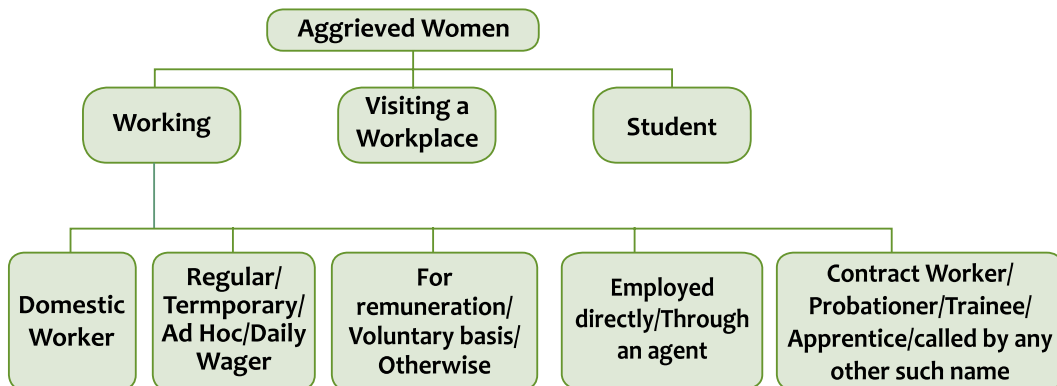 Aggrieved Women
Working
Visiting a
Workplace
Student
Domestic
Worker
Regular/
Termporary/
Ad Hoc/Daily
Wager
For
remuneration/
Voluntary basis/
Otherwise
Employed
directly/Through
an agent
Contract Worker/
Probationer/Trainee/
Apprentice/called by any
other such name